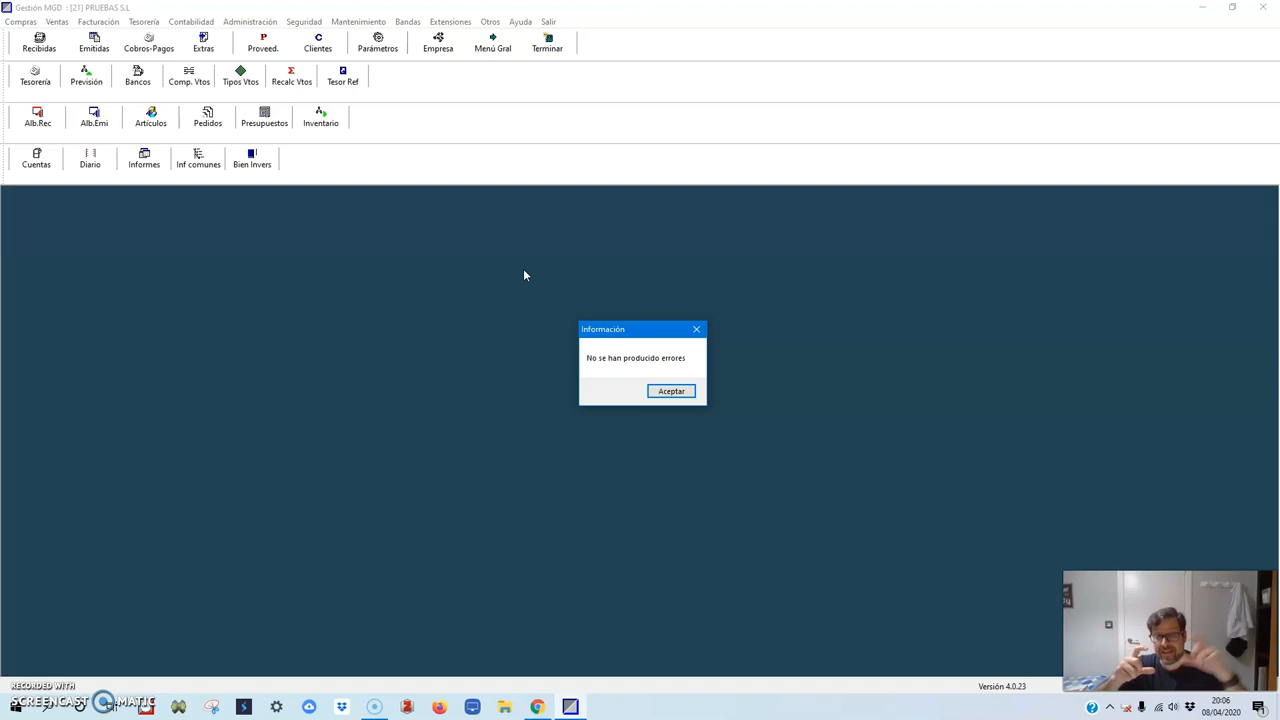 Gestión MGD : [21] PRUEBAS S.L
Compras Ventas Facturación Tesorería Contabilidad Administración Seguridad Mantenimiento Bandas Extensiones Otros Ayuda Salir
Recibidas Emitidas Cobros-Pagos Extras Proveed. Clientes Parámetros Empresa Menú Gral Terminar
Tesorería Previsión Bancos Comp. Vtos Tipos Vtos Recalc Vtos Tesor Ref
Alb.Rec Alb.Emi Artículos Pedidos Presupuestos Inventario
Cuentas Diario Informes Inf comunes Bien Invers
Información
No se han producido errores
Aceptar
Versión 4.0.23
RECORDED WITH
SCREENCAST MATIC
20:06
08/04/2020